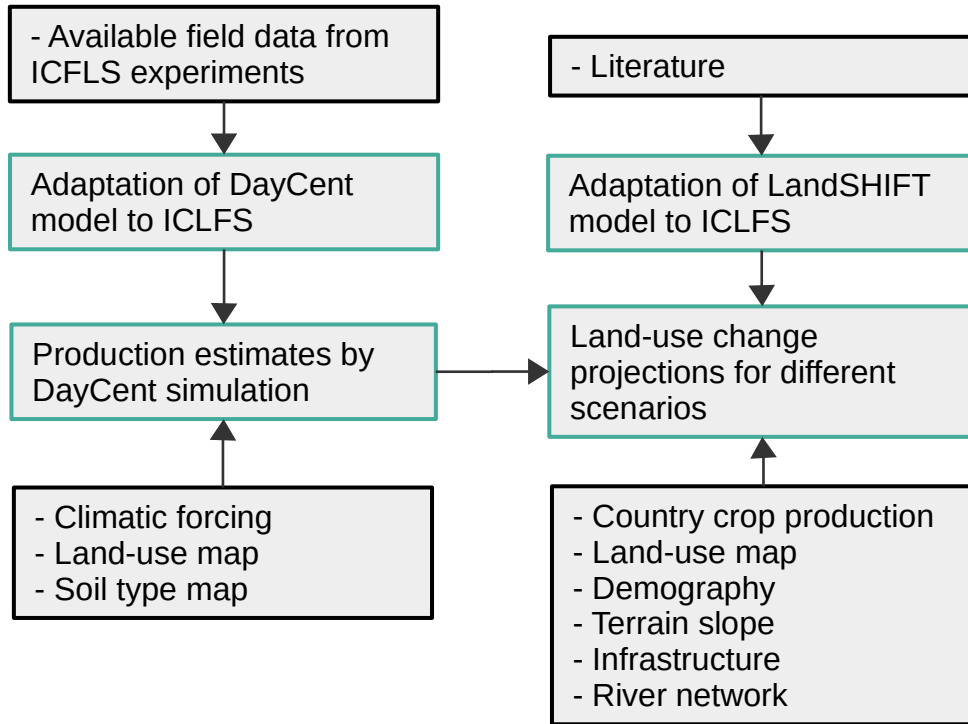 - Available field data from
ICFLS experiments
- Literature
Adaptation of DayCent
model to ICLFS
Adaptation of LandSHIFT
model to ICLFS
Production estimates by
DayCent simulation
Land-use change
projections for different
scenarios
- Climatic forcing
- Land-use map
- Soil type map
- Country crop production
- Land-use map
- Demography
- Terrain slope
- Infrastructure
- River network